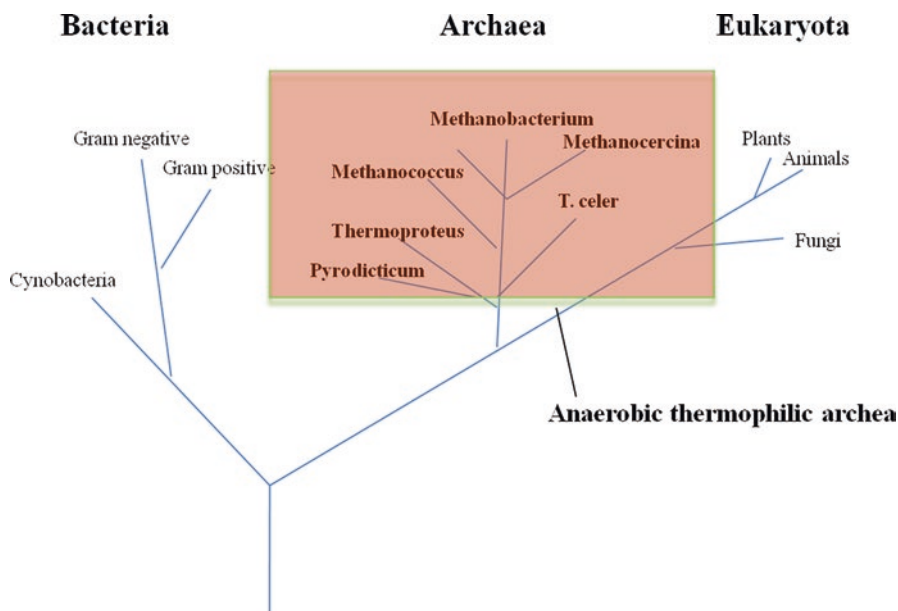 Bacteria
Archaea
Eukaryota
Methanobacterium
Gram negative
Plants
Methanocercina
Animals
Gram positive
Methanococcus
T. celer
Thermoproteus
Fungi
Pyrodicticum
Cynobacteria
Anaerobic thermophilic archea